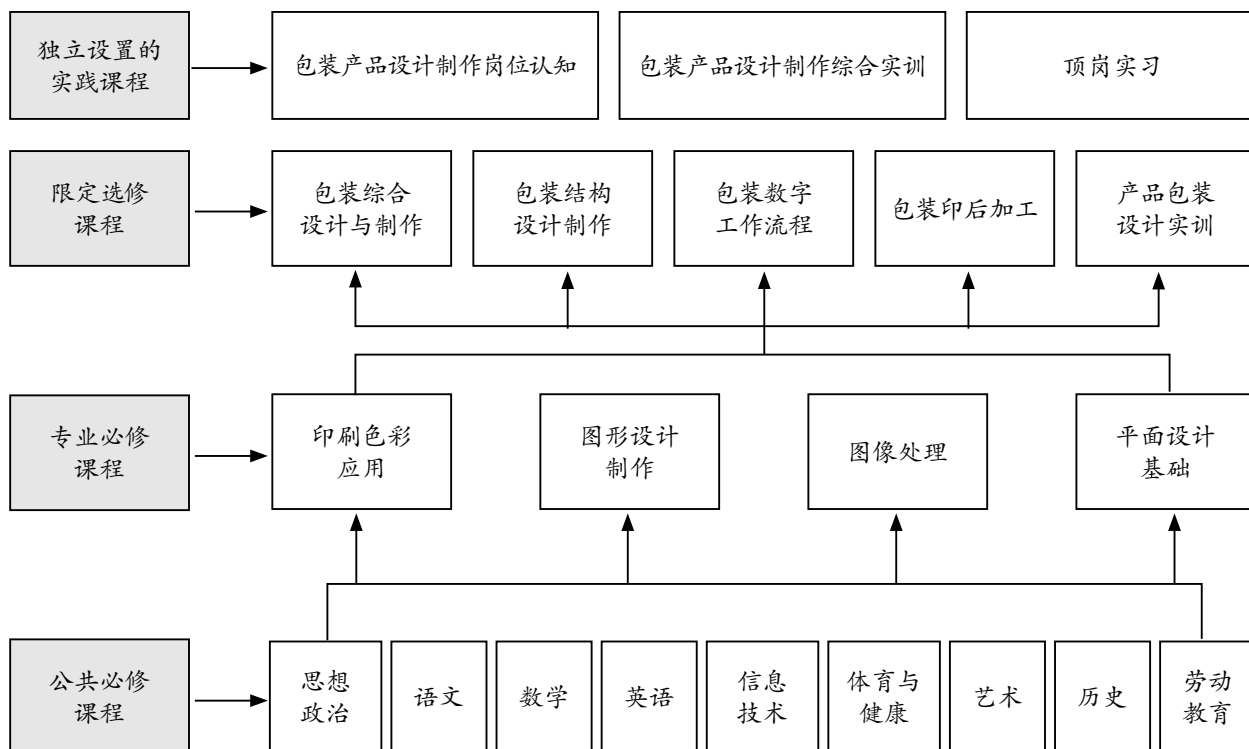 独立设置的
实践课程
包装产品设计制作岗位认知
包装产品设计制作综合实训
顶岗实习
限定选修
课程
包装综合
设计与制作
包装结构
设计制作
包装数字
工作流程
包装印后加工
产品包装
设计实训
专业必修
课程
印刷色彩
应用
图形设计
制作
图像处理
平面设计
基础
公共必修
课程
思想
政治
语文
数学
英语
信息
技术
体育与
健康
艺术
历史
劳动
教育